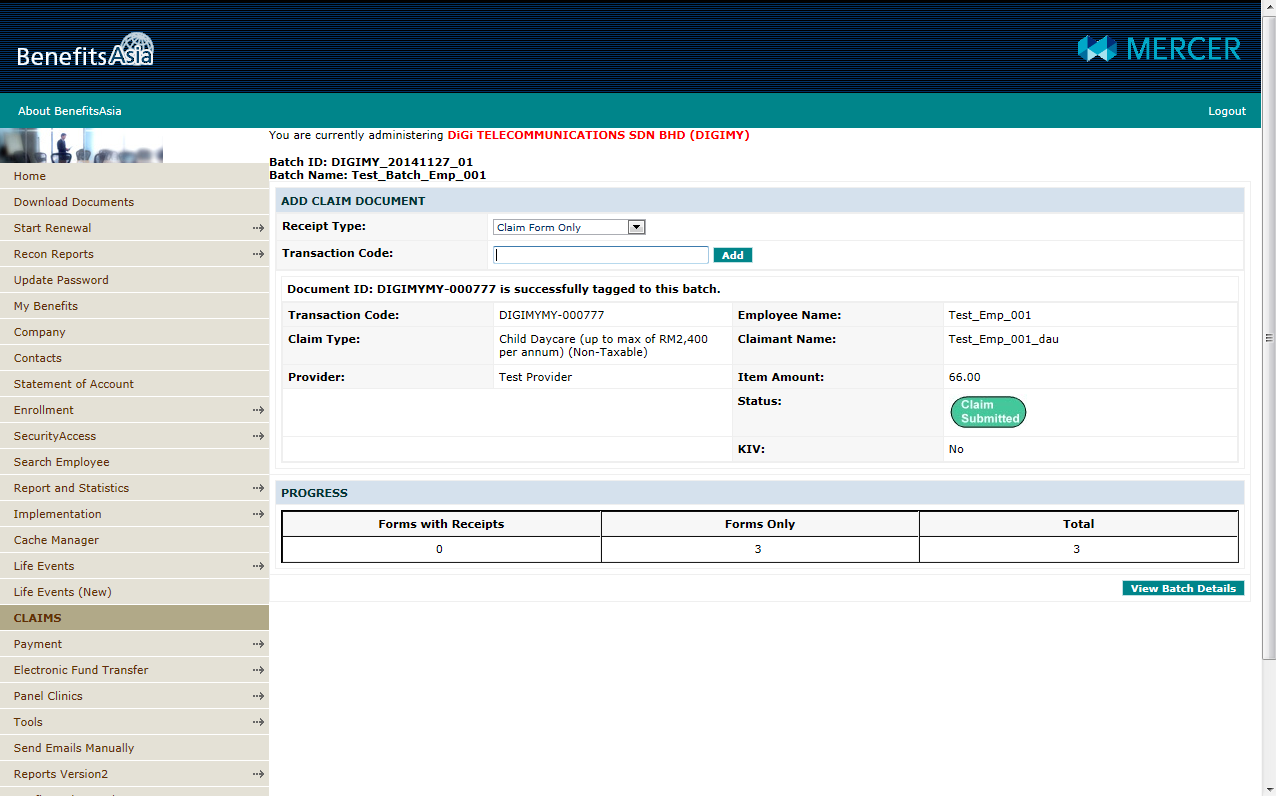 BenefitsAsia
MERCER
About BenefitsAsia
Logout
You are currently administering DiGi TELECOMMUNICATIONS SDN BHD (DIGIMY)
Batch ID: DIGIMY_20141127_01
Batch Name: Test_Batch_Emp_001
Home
Download Documents
Start Renewal
Recon Reports
Update Password
My Benefits
Company
Contacts
Statement of Account
Enrollment
SecurityAccess
Search Employee
Report and Statistics
Implementation
Cache Manager
Life Events
Life Events (New)
CLAIMS
Payment
Electronic Fund Transfer
Panel Clinics
Tools
Send Emails Manually
Reports Version2
ADD CLAIM DOCUMENT
Receipt Type: Claim Form Only
Transaction Code: Add
Document ID: DIGIMYMY-000777 is successfully tagged to this batch.
Transaction Code: DIGIMYMY-000777 Employee Name: Test_Emp_001
Claim Type: Child Daycare (up to max of RM2,400 Claimant Name: Test_Emp_001_dau
per annum) (Non-Taxable)
Provider: Test Provider Item Amount: 66.00
Status: Claim
Submitted
KIV: No
PROGRESS
Forms with Receipts Forms Only Total
0 3 3
View Batch Details